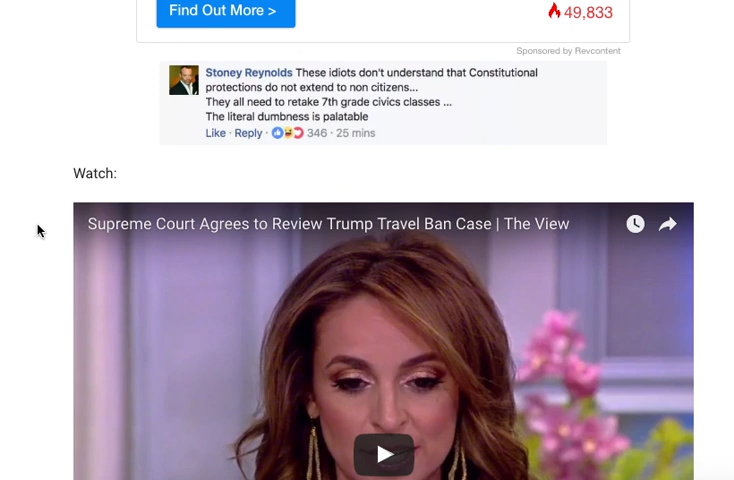 Find Out More >
49,833
Sponsored by Revcontent
Stoney Reynolds These idiots don't understand that Constitutional
protections do not extend to non citizens...
They all need to retake 7th grade civics classes ...
The literal dumbness is palatable
Like · Reply · 346 · 25 mins
Watch:
Supreme Court Agrees to Review Trump Travel Ban Case | The View